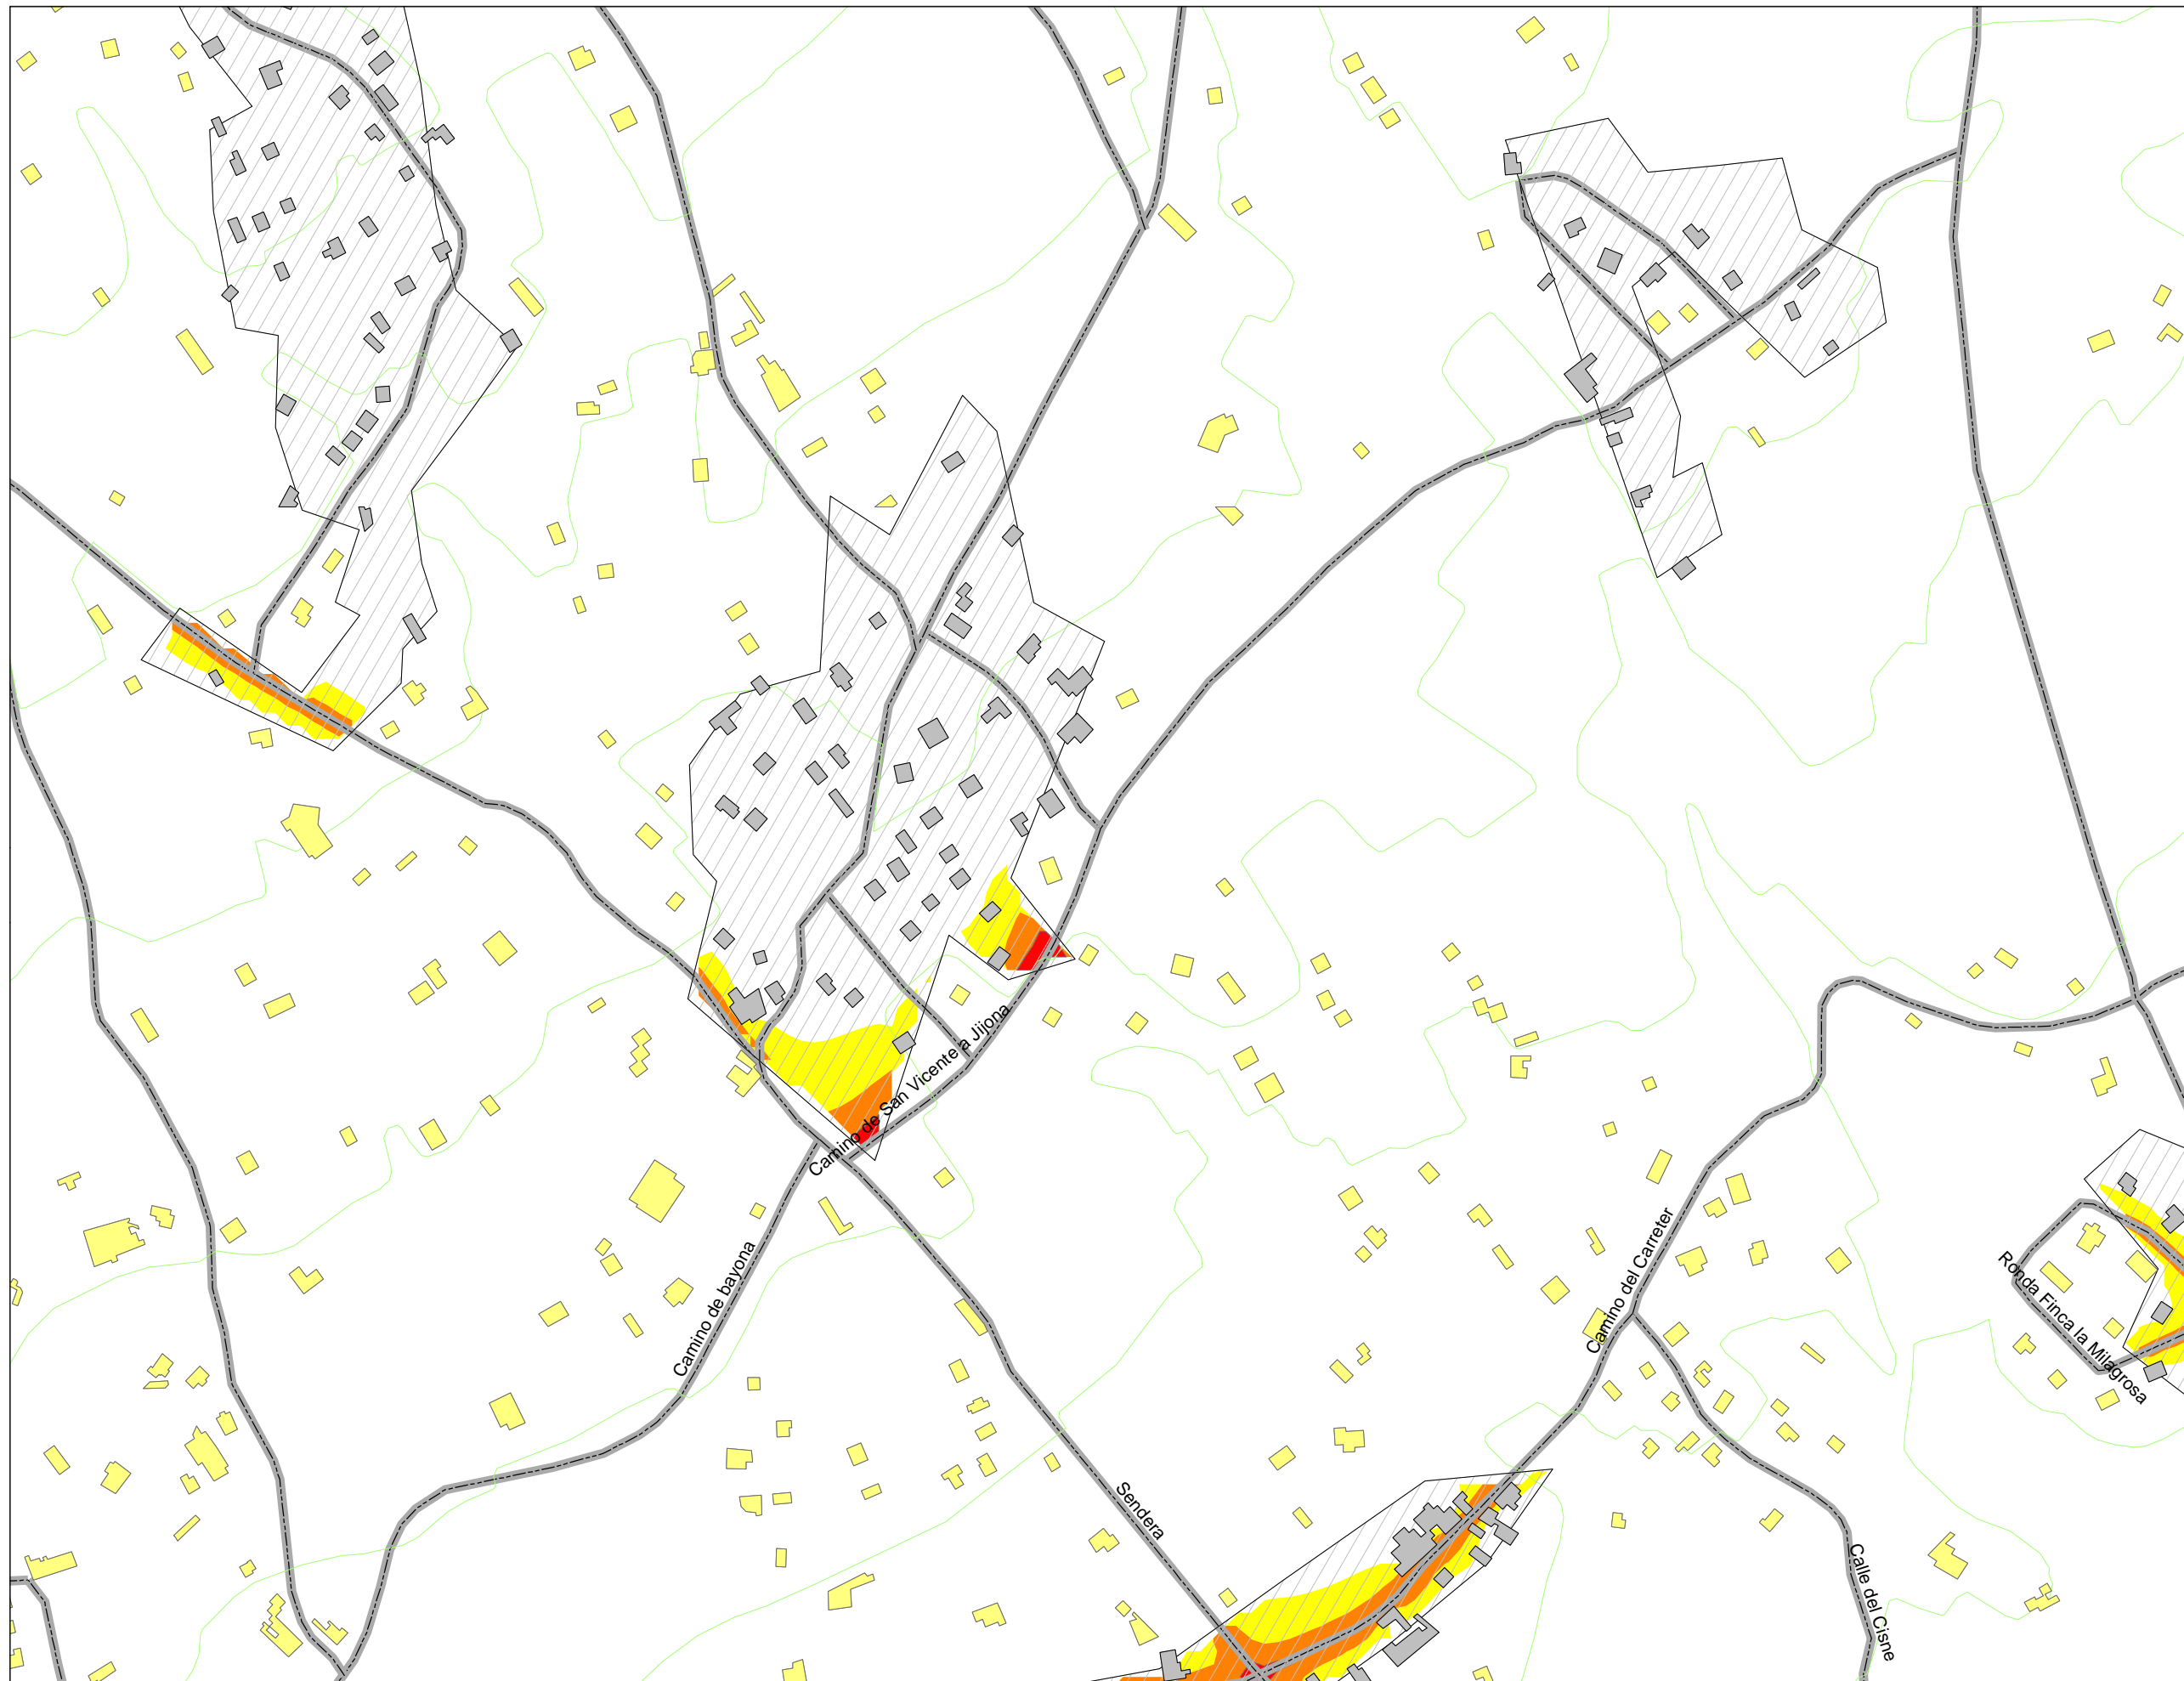 Camino de San Vicente a Jijona
Camino de bayona
Camino del Carreter
Ronda Finca la Milagrosa
Sendera
Calle del Cisne